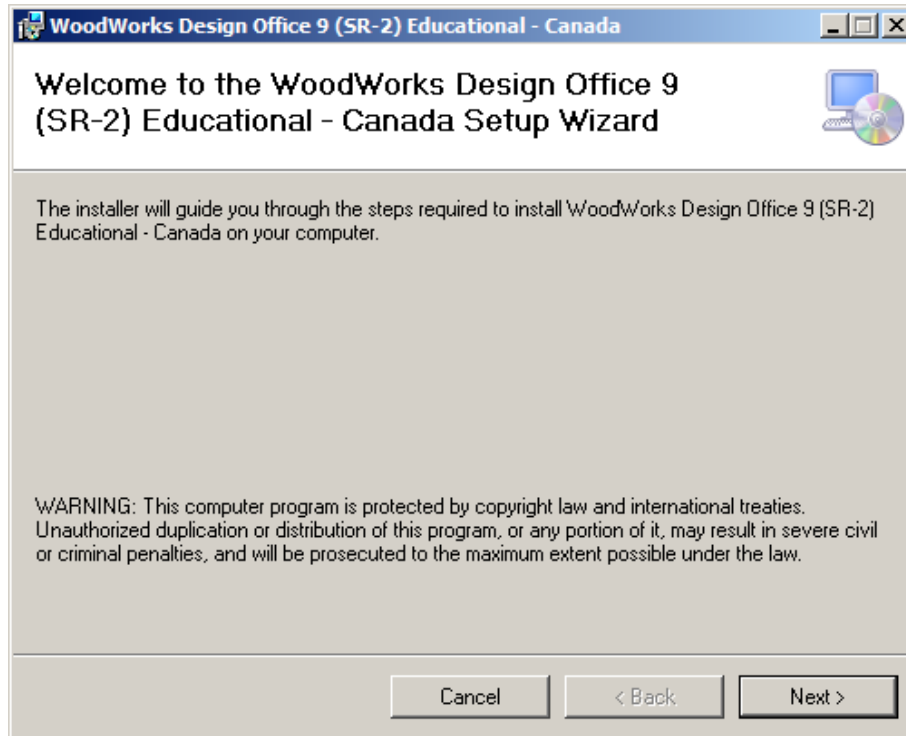 WoodWorks Design Office 9 (SR-2) Educational - Canada
Welcome to the WoodWorks Design Office 9
(SR-2) Educational - Canada Setup Wizard
The installer will guide you through the steps required to install WoodWorks Design Office 9 (SR-2)
Educational - Canada on your computer.
WARNING: This computer program is protected by copyright law and international treaties.
Unauthorized duplication or distribution of this program, or any portion of it, may result in severe civil
or criminal penalties, and will be prosecuted to the maximum extent possible under the law.
Cancel < Back Next >